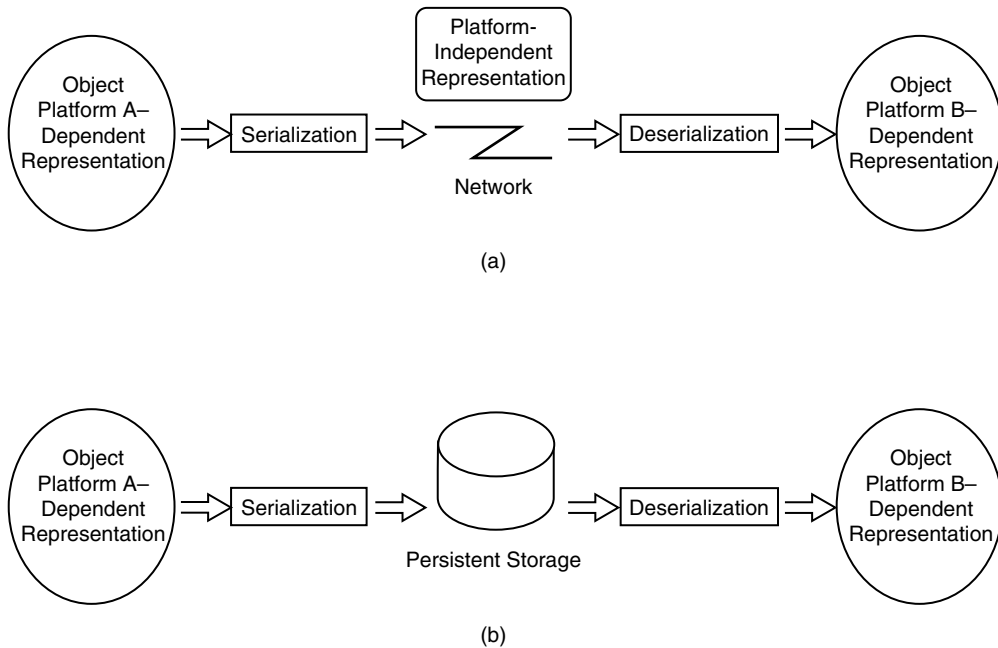 Object
Platform A–
Dependent
Representation
Serialization
Platform-
Independent
Representation
Network
Deserialization
Object
Platform B–
Dependent
Representation
(a)
Object
Platform A–
Dependent
Representation
Serialization
Persistent Storage
Deserialization
Object
Platform B–
Dependent
Representation
(b)